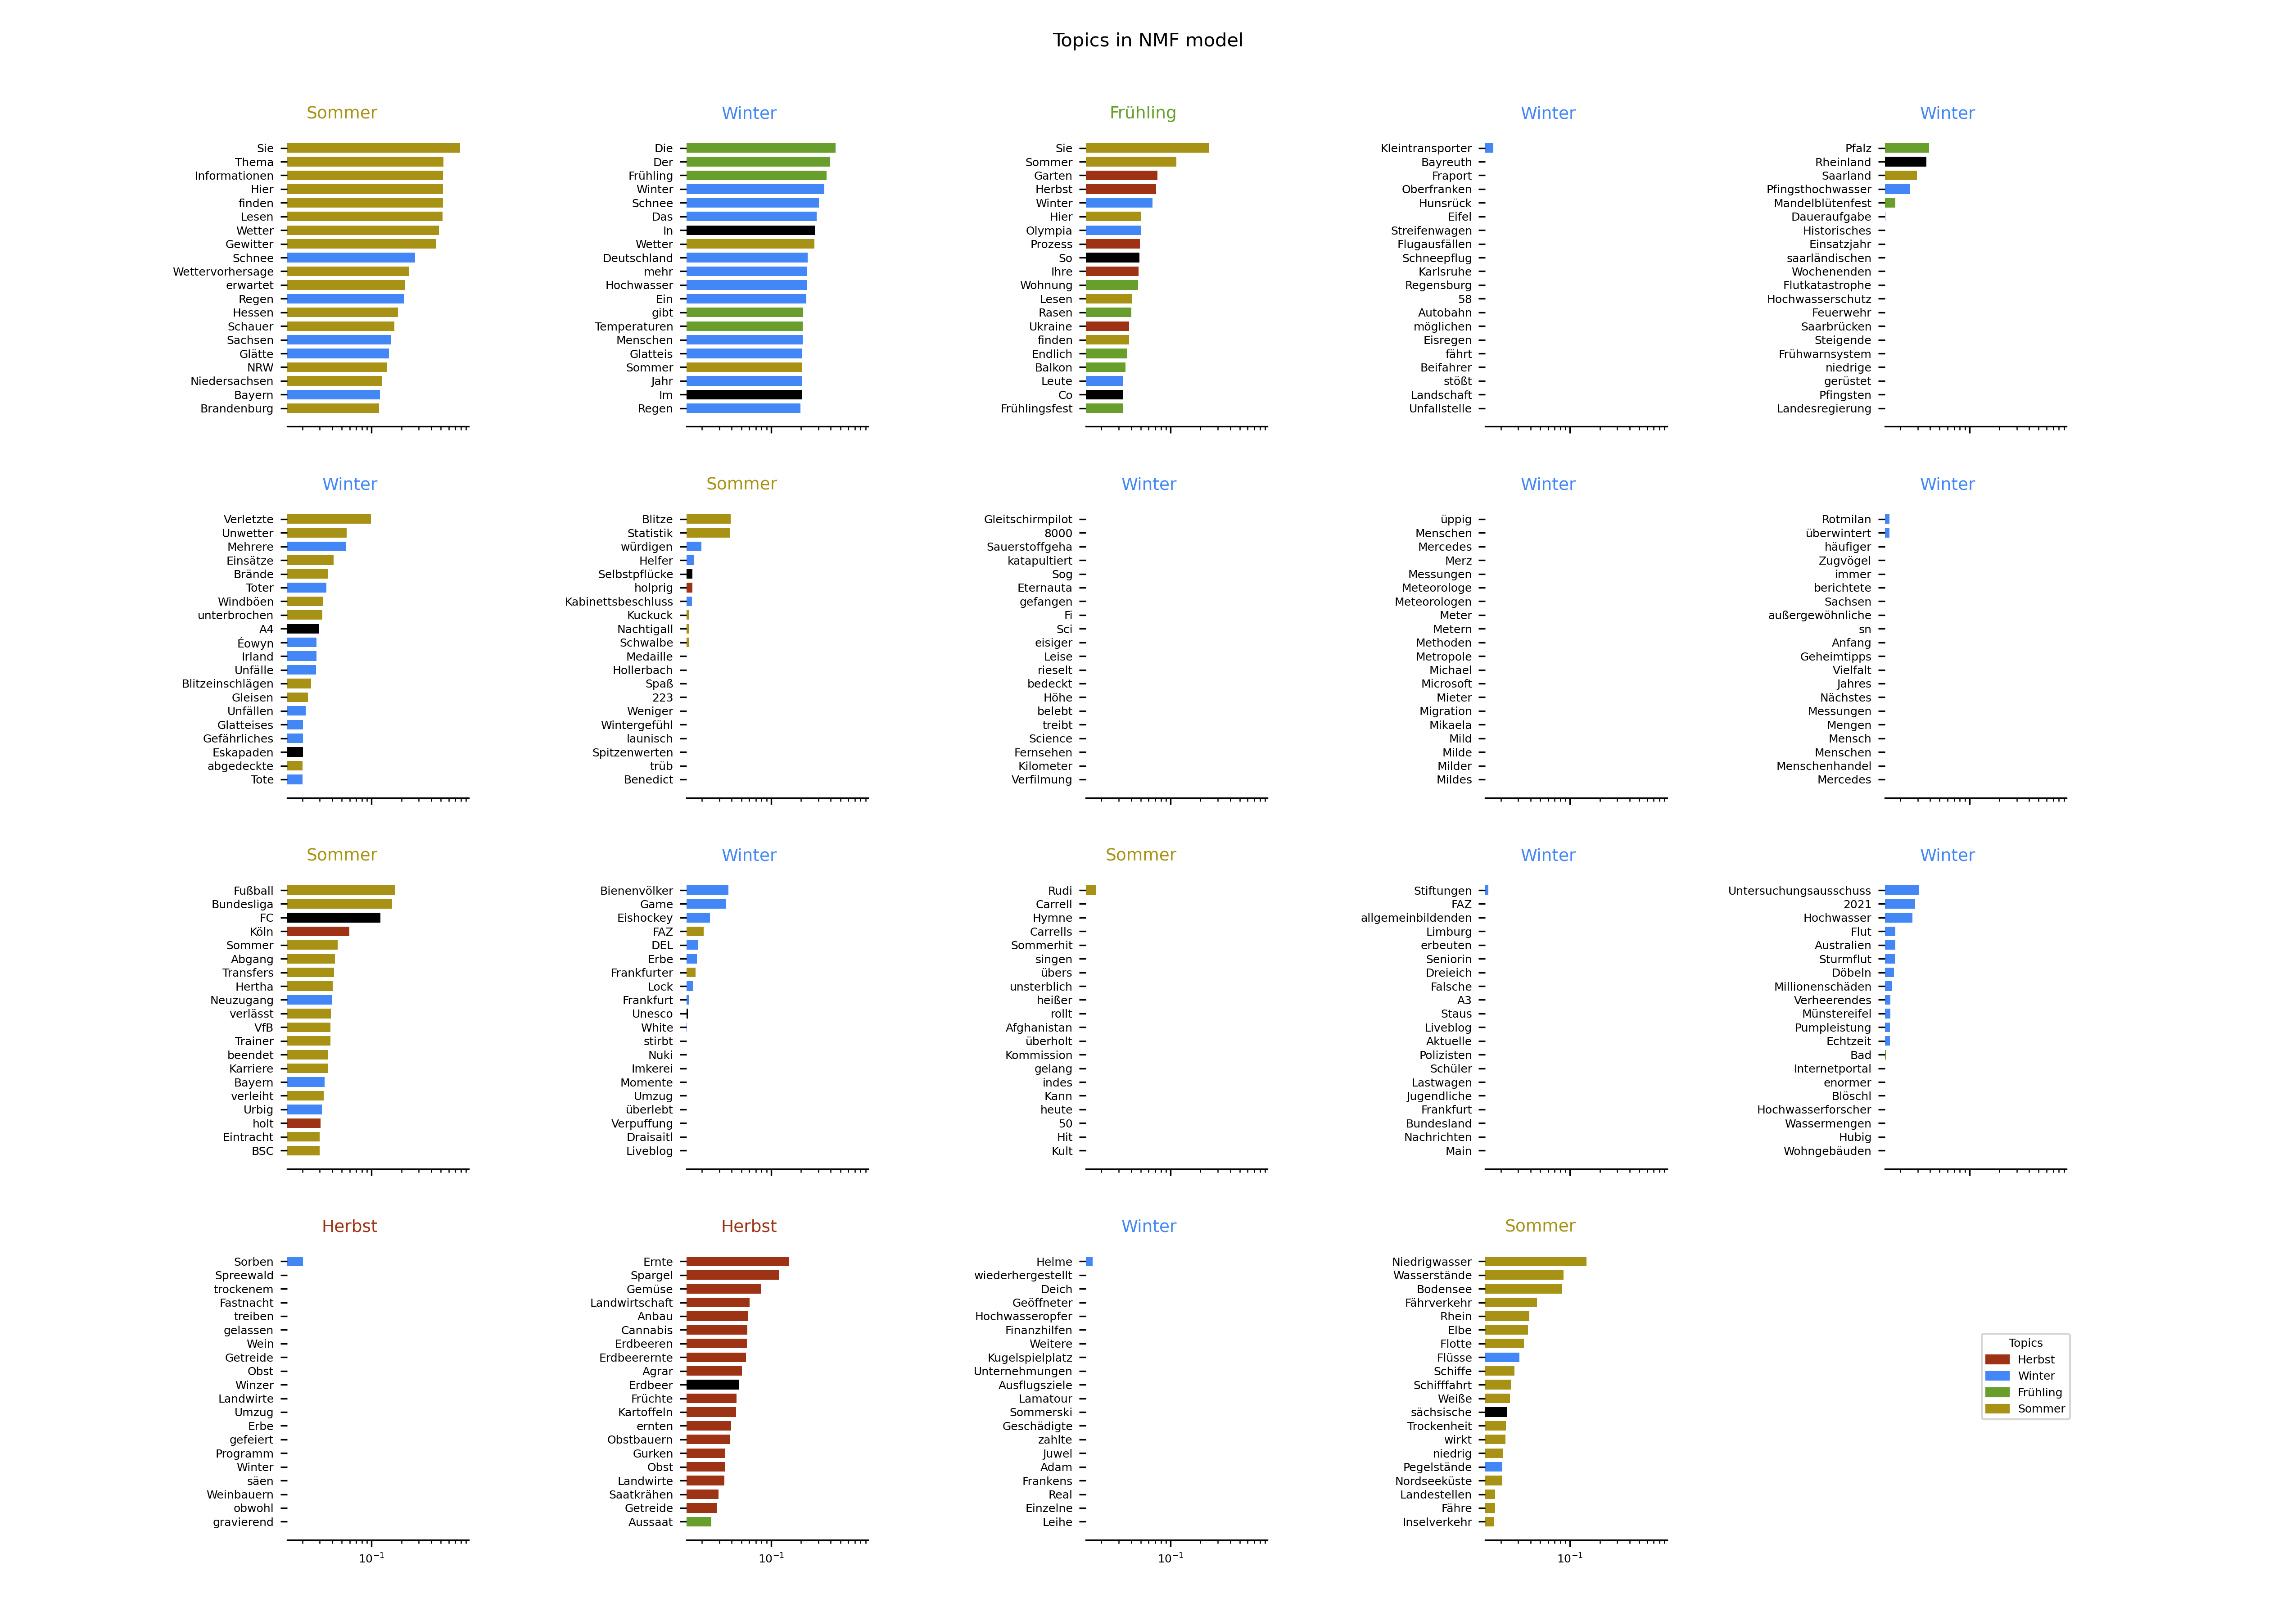 Topics in NMF model
Sommer
Sie
Thema
Informationen
Hier
finden
Lesen
Wetter
Gewitter
Schnee
Wettervorhersage
erwartet
Regen
Hessen
Schauer
Sachsen
Glätte
NRW
Niedersachsen
Bayern
Brandenburg
Winter
Die
Der
Frühling
Winter
Schnee
Das
In
Wetter
Deutschland
mehr
Hochwasser
Ein
gibt
Temperaturen
Menschen
Glatteis
Sommer
Jahr
Im
Regen
Frühling
Sie
Sommer
Garten
Herbst
Winter
Hier
Olympia
Prozess
So
Ihre
Wohnung
Lesen
Rasen
Ukraine
finden
Endlich
Balkon
Leute
Co
Frühlingsfest
Winter
Kleintransporter
Bayreuth
Fraport
Oberfranken
Hunsrück
Eifel
Streifenwagen
Flugausfällen
Schneepflug
Karlsruhe
Regensburg
58
Autobahn
möglichen
Eisregen
fährt
Beifahrer
stößt
Landschaft
Unfallstelle
Winter
Pfalz
Rheinland
Saarland
Pfingsthochwasser
Mandelblütenfest
Daueraufgabe
Historisches
Einsatzjahr
saarländischen
Wochenenden
Flutkatastrophe
Hochwasserschutz
Feuerwehr
Saarbrücken
Steigende
Frühwarnsystem
niedrige
gerüstet
Pfingsten
Landesregierung
Winter
Verletzte
Unwetter
Mehrere
Einsätze
Brände
Toter
Windböen
unterbrochen
A4
Éowyn
Irland
Unfälle
Blitzeinschlägen
Gleisen
Unfällen
Glatteises
Gefährliches
Eskapaden
abgedeckte
Tote
Sommer
Blitze
Statistik
würdigen
Helfer
Selbstpflücke
holprig
Kabinettsbeschluss
Kuckuck
Nachtigall
Schwalbe
Medaille
Hollerbach
Spaß
223
Weniger
Wintergefühl
launisch
Spitzenwerten
trüb
Benedict
Winter
Gleitschirmpilot
8000
Sauerstoffgeha
katapultiert
Sog
Eternauta
gefangen
Fi
Sci
eisiger
Leise
rieselt
bedeckt
Höhe
belebt
treibt
Science
Fernsehen
Kilometer
Verfilmung
Winter
üppig
Menschen
Mercedes
Merz
Messungen
Meteorologe
Meteorologen
Meter
Metern
Methoden
Metropole
Michael
Microsoft
Mieter
Migration
Mikaela
Mild
Milde
Milder
Mildes
Winter
Rotmilan
überwintert
häufiger
Zugvögel
immer
berichtete
Sachsen
außergewöhnliche
sn
Anfang
Geheimtipps
Vielfalt
Jahres
Nächstes
Messungen
Mengen
Mensch
Menschen
Menschenhandel
Mercedes
Sommer
Fußball
Bundesliga
FC
Köln
Sommer
Abgang
Transfers
Hertha
Neuzugang
verlässt
VfB
Trainer
beendet
Karriere
Bayern
verleiht
Urbig
holt
Eintracht
BSC
Winter
Bienenvölker
Game
Eishockey
FAZ
DEL
Erbe
Frankfurter
Lock
Frankfurt
Unesco
White
stirbt
Nuki
Imkerei
Momente
Umzug
überlebt
Verpuffung
Draisaitl
Liveblog
Sommer
Rudi
Carrell
Hymne
Carrells
Sommerhit
singen
übers
unsterblich
heißer
rollt
Afghanistan
überholt
Kommission
gelang
indes
Kann
heute
50
Hit
Kult
Winter
Stiftungen
FAZ
allgemeinbildenden
Limburg
erbeuten
Seniorin
Dreieich
Falsche
A3
Staus
Liveblog
Aktuelle
Polizisten
Schüler
Lastwagen
Jugendliche
Frankfurt
Bundesland
Nachrichten
Main
Winter
Untersuchungsausschuss
2021
Hochwasser
Flut
Australien
Sturmflut
Döbeln
Millionenschäden
Verheerendes
Münstereifel
Pumpleistung
Echtzeit
Bad
Internetportal
enormer
Blöschl
Hochwasserforscher
Wassermengen
Hubig
Wohngebäuden
Herbst
Sorben
Spreewald
trockenem
Fastnacht
treiben
gelassen
Wein
Getreide
Obst
Winzer
Landwirte
Umzug
Erbe
gefeiert
Programm
Winter
säen
Weinbauern
obwohl
gravierend
10⁻¹
Herbst
Ernte
Spargel
Gemüse
Landwirtschaft
Anbau
Cannabis
Erdbeeren
Erdbeerernte
Agrar
Erdbeer
Früchte
Kartoffeln
ernten
Obstbauern
Gurken
Obst
Landwirte
Saatkrähen
Getreide
Aussaat
10⁻¹
Winter
Helme
wiederhergestellt
Deich
Geöffneter
Hochwasseropfer
Finanzhilfen
Weitere
Kugelspielplatz
Unternehmungen
Ausflugsziele
Lamatour
Sommerski
Geschädigte
zahlte
Juwel
Adam
Frankens
Real
Einzelne
Leihe
10⁻¹
Sommer
Niedrigwasser
Wasserstände
Bodensee
Fährverkehr
Rhein
Elbe
Flotte
Flüsse
Schiffe
Schifffahrt
Weiße
sächsische
Trockenheit
wirkt
niedrig
Pegelstände
Nordseeküste
Landestellen
Fähre
Inselverkehr
10⁻¹
Topics
Herbst
Winter
Frühling
Sommer